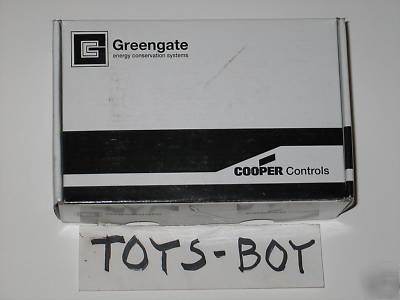 Greengate
energy conservation systems
COOPER Controls
TOYS-BOY